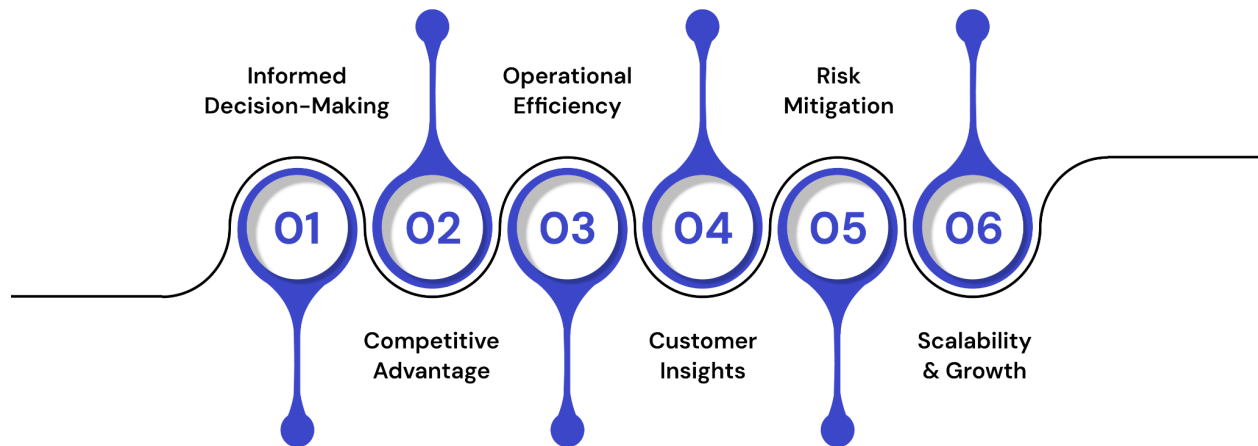 Informed
Decision-Making
Operational
Efficiency
Risk
Mitigation
01
02
03
04
05
06
Competitive
Advantage
Customer
Insights
Scalability
& Growth